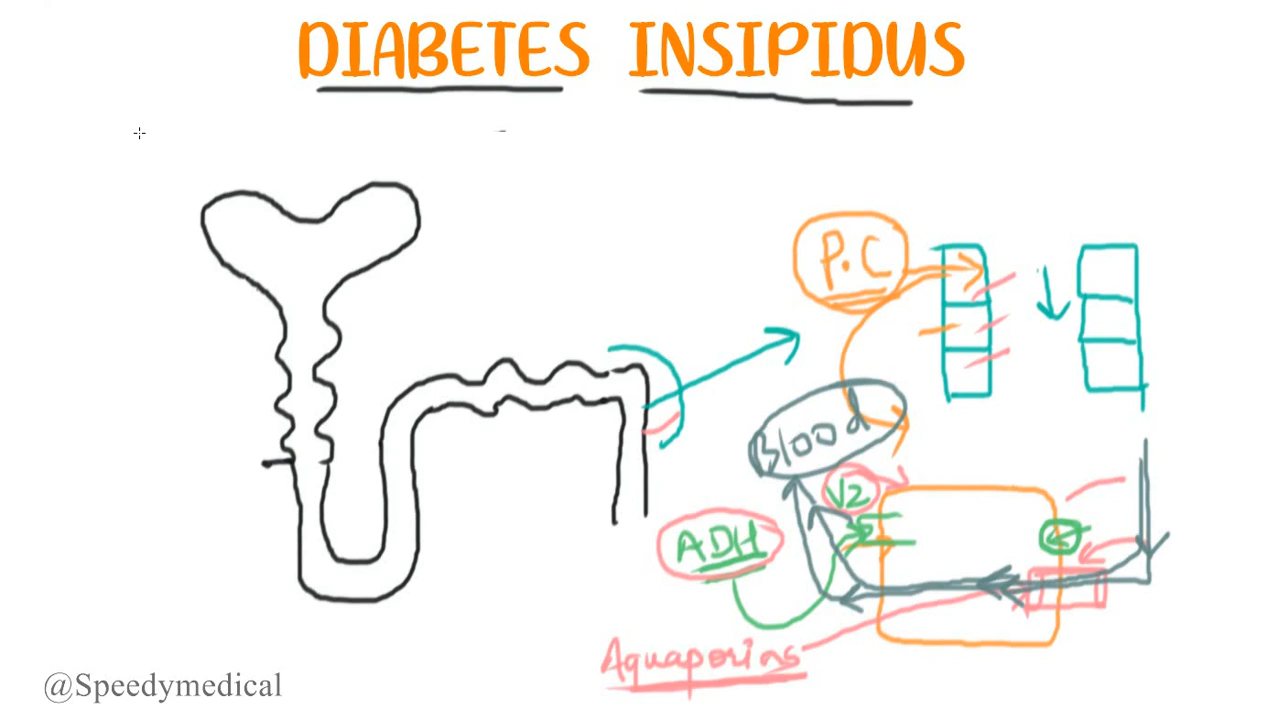 DIABETES INSIPIDUS
P.C
Blood
V2
ADH
Aquaporins
@Speedymedical